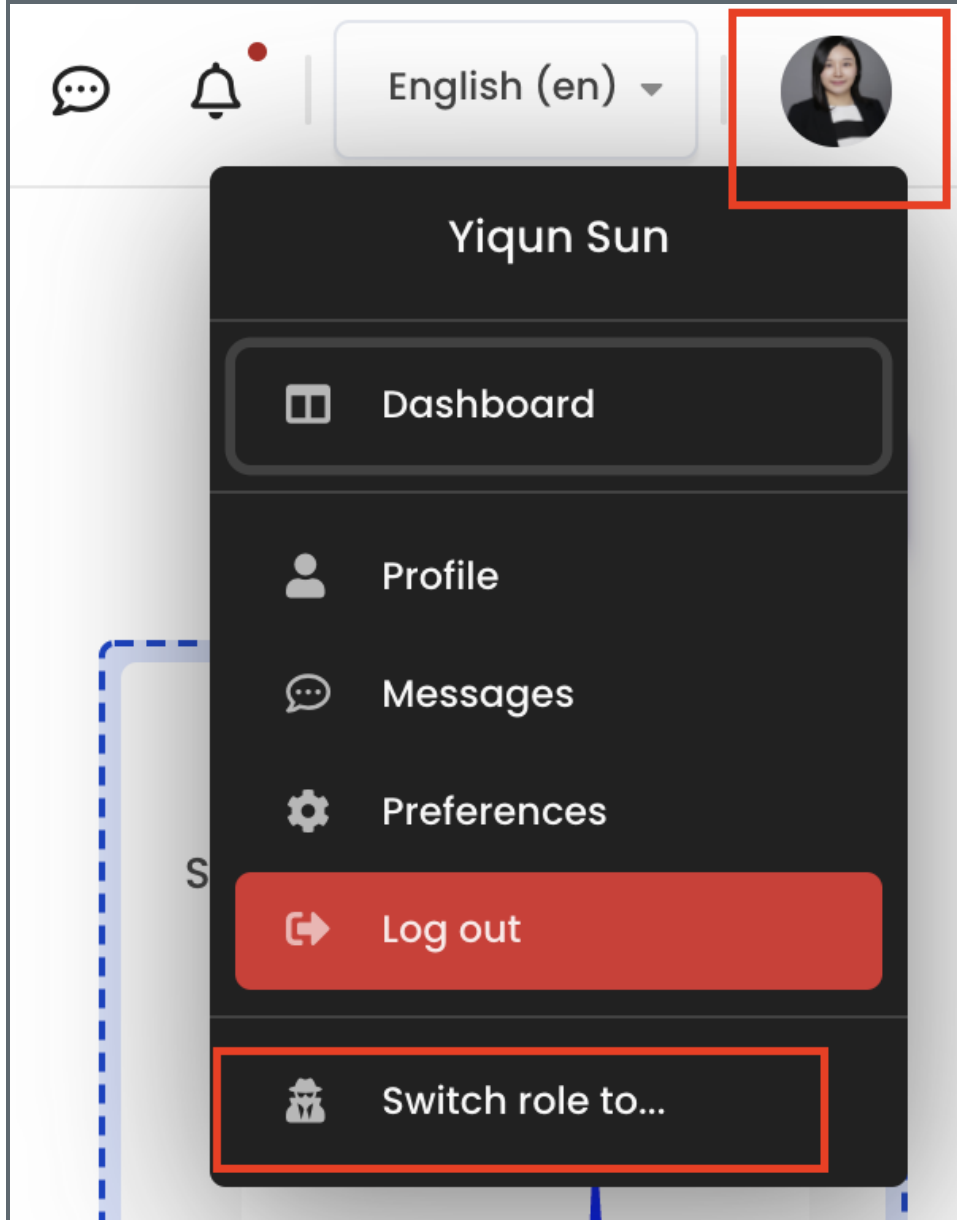 English (en)
Yiqun Sun
Dashboard
Profile
Messages
Preferences
S
Log out
Switch role to...